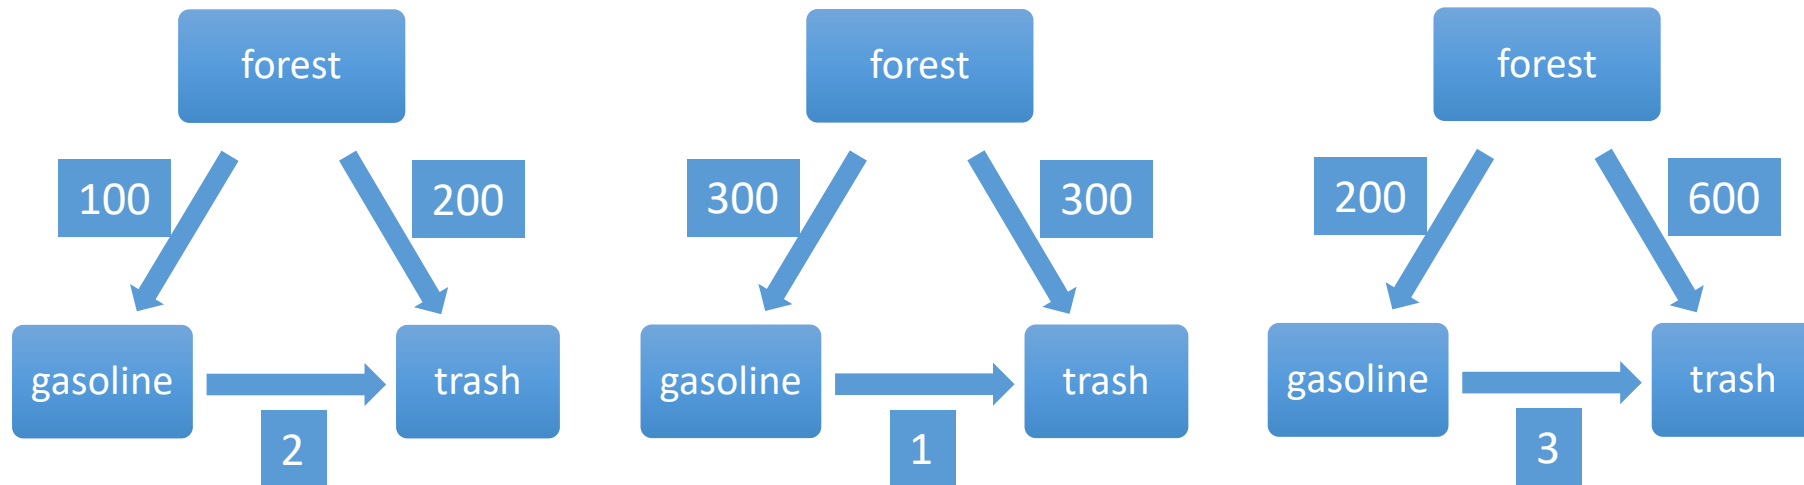 forest
100
200
gasoline
trash
2
forest
300
300
gasoline
trash
1
forest
200
600
gasoline
trash
3